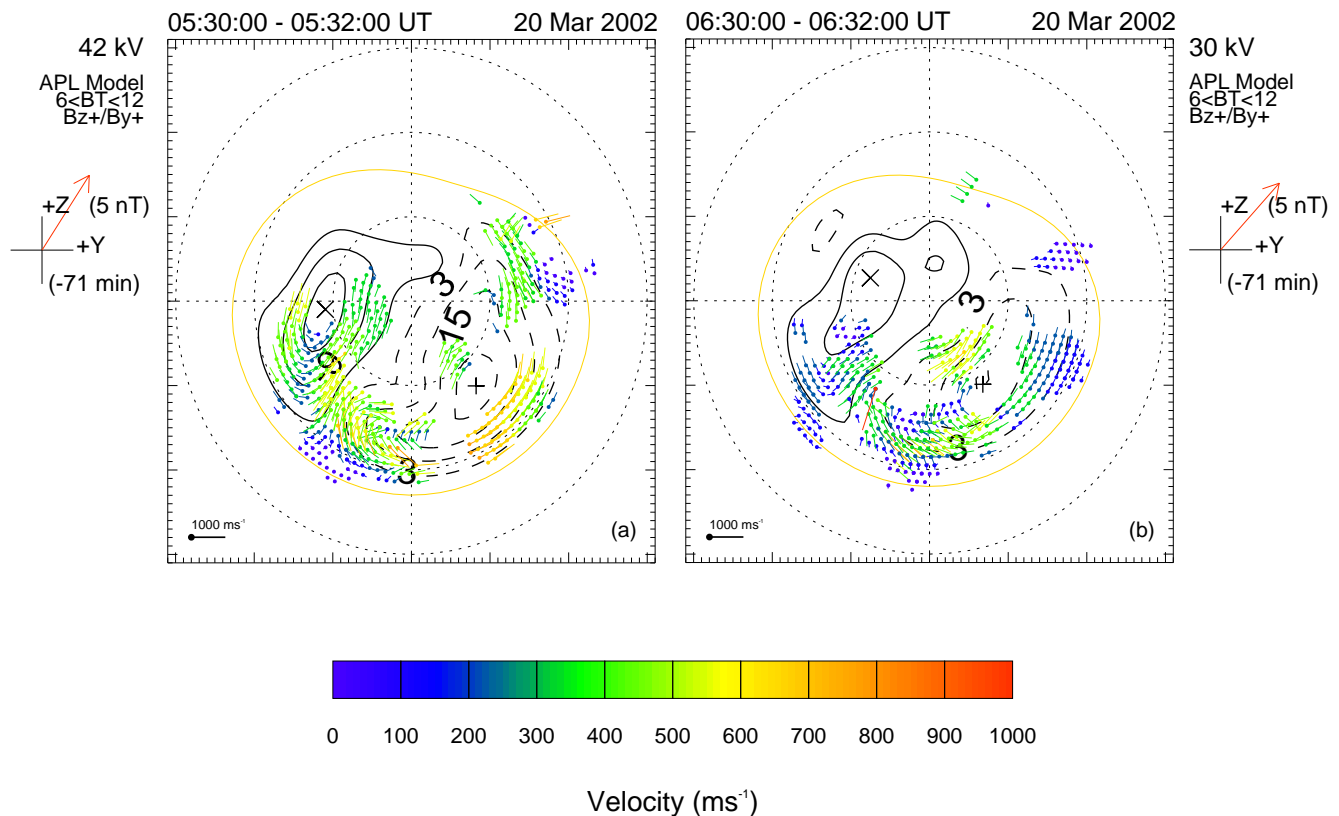 05:30:00 - 05:32:00 UT 20 Mar 2002
42 kV
APL Model
6<BT<12
Bz+/By+
+Z (5 nT)
+Y
(-71 min)
3
15
9
3
1000 ms⁻¹
(a)
06:30:00 - 06:32:00 UT 20 Mar 2002
30 kV
APL Model
6<BT<12
Bz+/By+
+Z (5 nT)
+Y
(-71 min)
3
3
1000 ms⁻¹
(b)
0 100 200 300 400 500 600 700 800 900 1000
Velocity (ms⁻¹)